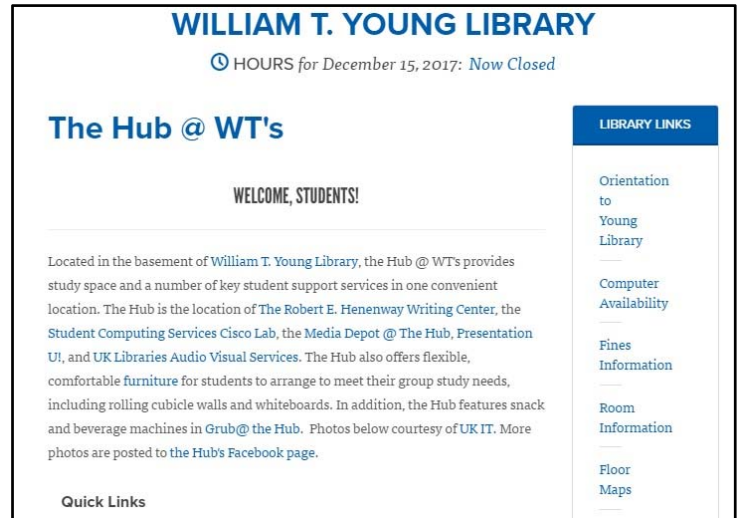 WILLIAM T. YOUNG LIBRARY
HOURS for December 15, 2017: Now Closed
The Hub @ WT's
WELCOME, STUDENTS!
Located in the basement of William T. Young Library, the Hub @ WT's provides
study space and a number of key student support services in one convenient
location. The Hub is the location of The Robert E. Henenway Writing Center, the
Student Computing Services Cisco Lab, the Media Depot @ The Hub, Presentation
U!, and UK Libraries Audio Visual Services. The Hub also offers flexible,
comfortable furniture for students to arrange to meet their group study needs,
including rolling cubicle walls and whiteboards. In addition, the Hub features snack
and beverage machines in Grub@ the Hub. Photos below courtesy of UK IT. More
photos are posted to the Hub's Facebook page.
Quick Links
LIBRARY LINKS
Orientation
to
Young
Library
Computer
Availability
Fines
Information
Room
Information
Floor
Maps